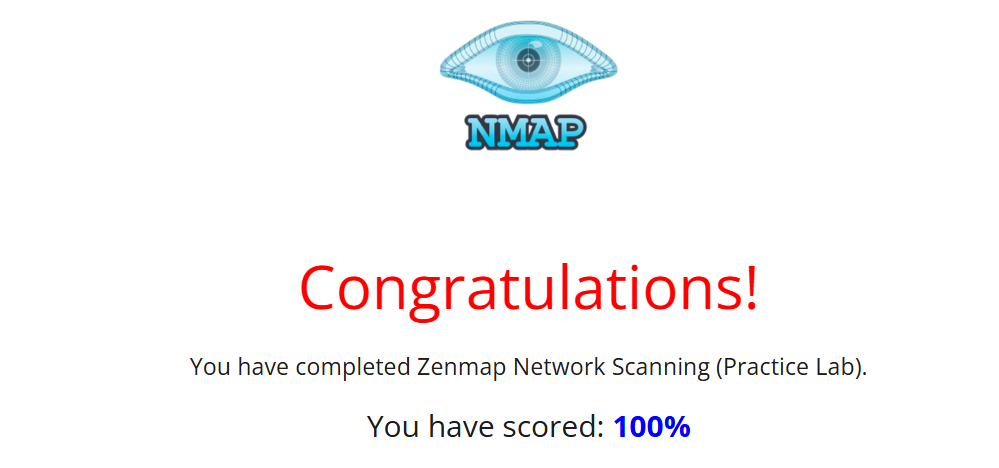 NMAP
Congratulations!
You have completed Zenmap Network Scanning (Practice Lab).
You have scored: 100%